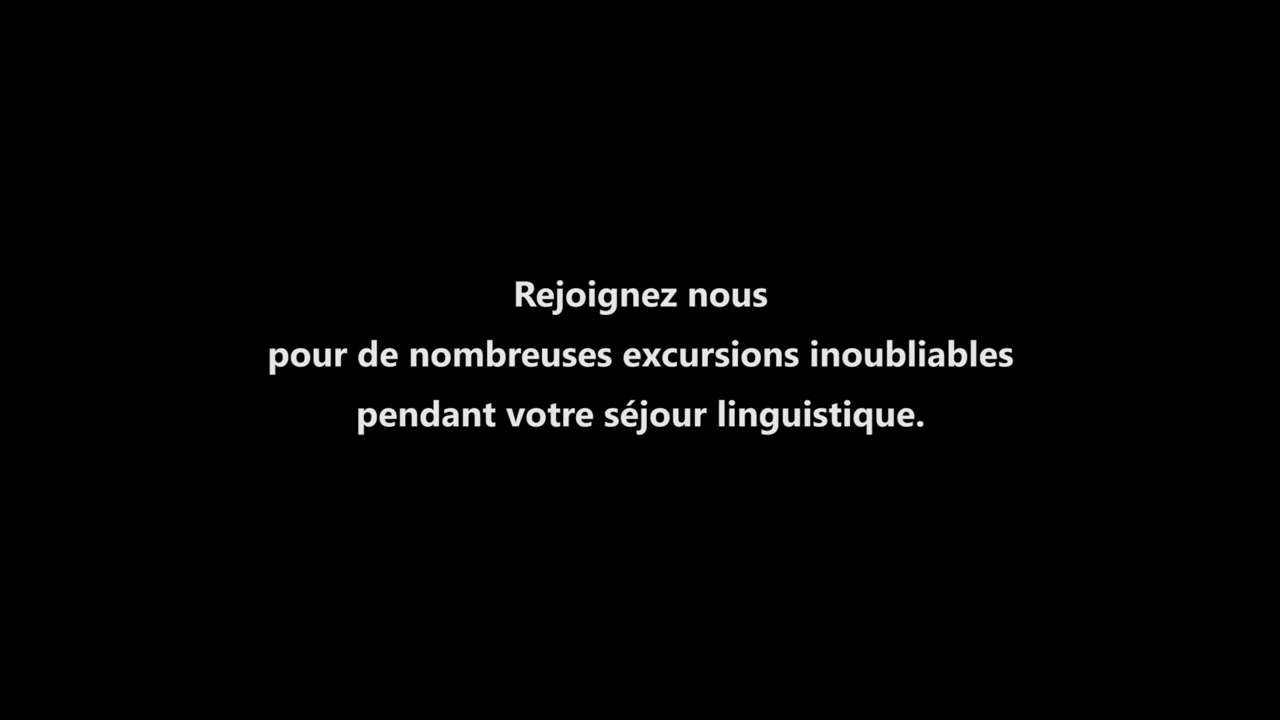 Rejoignez nous
pour de nombreuses excursions inoubliables
pendant votre séjour linguistique.